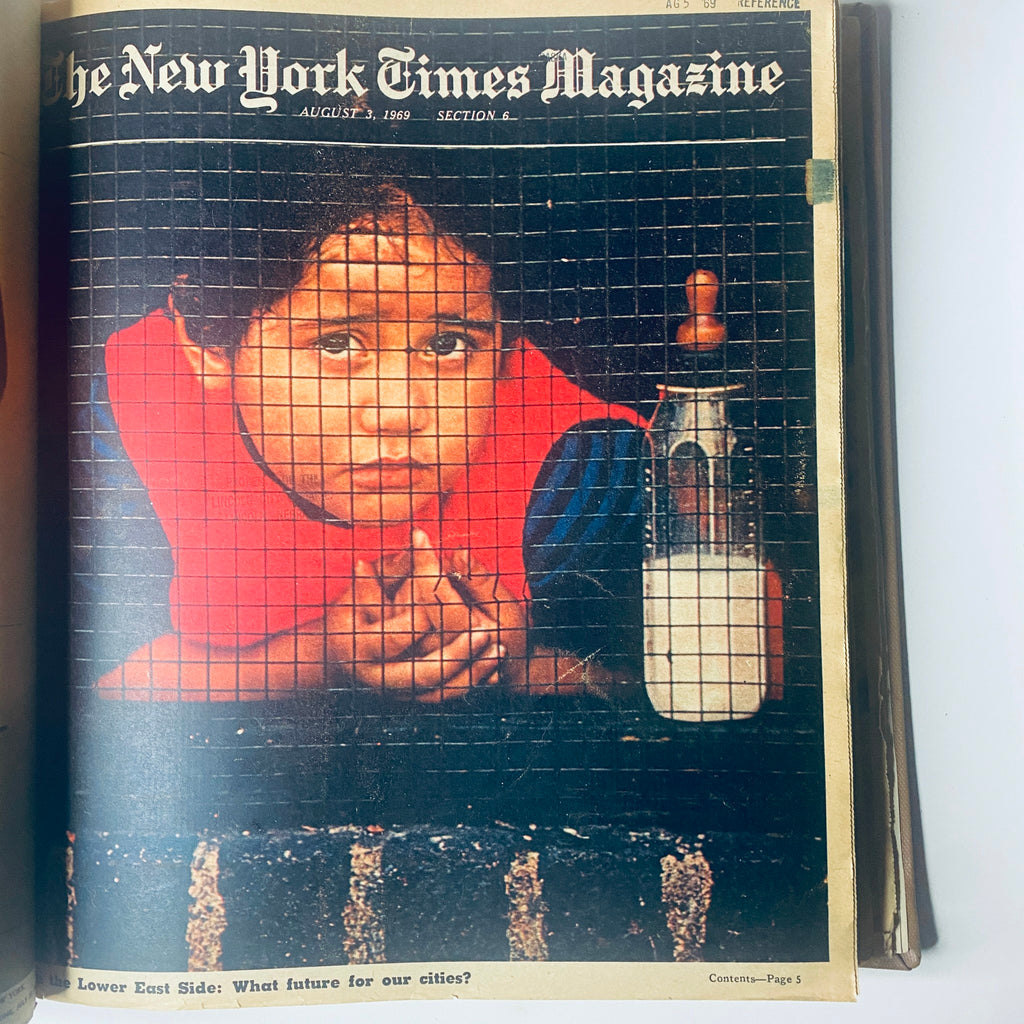 AG 5 '69 REFERENCE
The New York Times Magazine
AUGUST 3, 1969 SECTION 6
the Lower East Side: What future for our cities?
Contents—Page 5